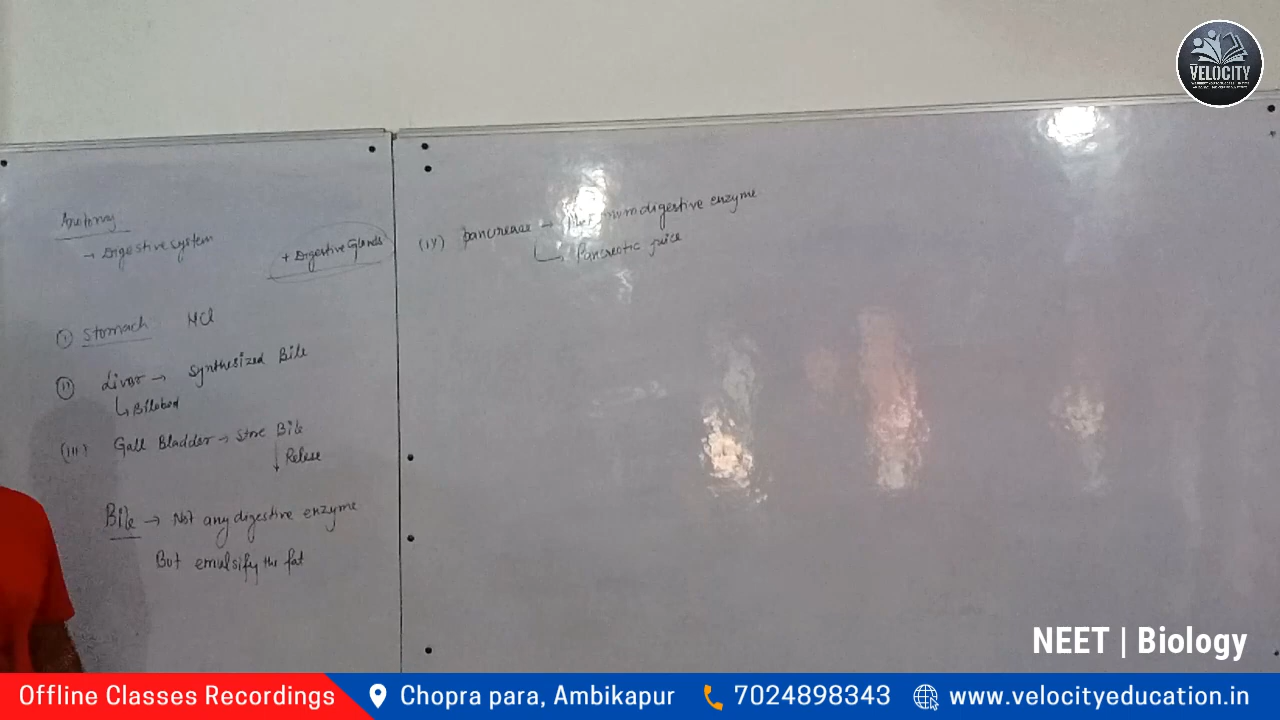 VELOCITY
Anatomy
→ Digestive system
+ Digestive Glands
(i) Stomach HCl
(ii) Liver → Synthesized Bile
↳ Bilobed
(iii) Gall Bladder → Store Bile
↓ Relese
Bile → Not any digestive enzyme
But emulsify the fat
(iv) pancrease → digestive enzyme
↳ Pancreatic juice
NEET | Biology
Offline Classes Recordings
Chopra para, Ambikapur
7024898343
www.velocityeducation.in